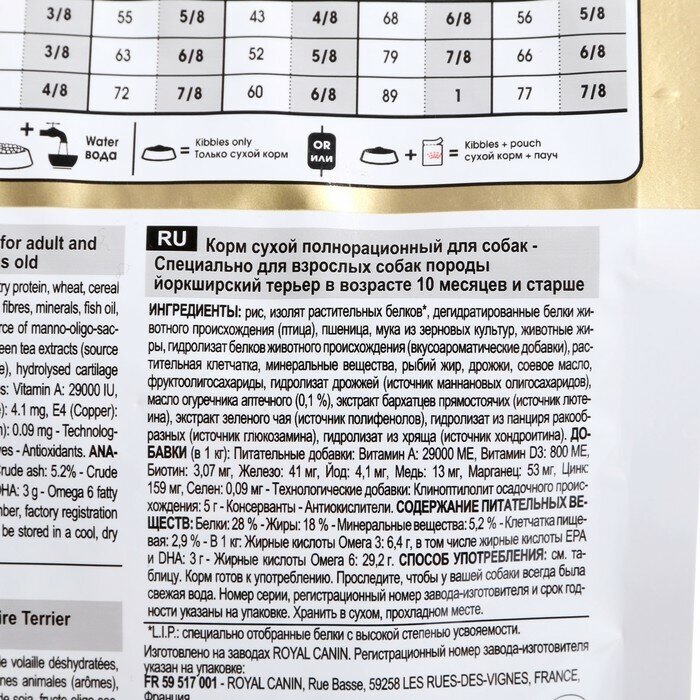 3/8 55 5/8 43 4/8 68 6/8 56 5/8
3/8 63 6/8 52 5/8 79 7/8 66 6/8
4/8 72 7/8 60 6/8 89 1 77 7/8
+ Water
вода
= Kibbles only
Только сухой корм
OR
ИЛИ
+ = Kibbles + pouch
сухой корм + пауч
for adult and
s old
try protein, wheat, cereal
fibres, minerals, fish oil,
rce of manno-oligo-sac-
een tea extracts (source
), hydrolysed cartilage
s: Vitamin A: 29000 IU,
): 4.1 mg, E4 (Copper):
): 0.09 mg - Technolog-
ves - Antioxidants. ANA-
Crude ash: 5.2% - Crude
DHA: 3 g - Omega 6 fatty
mber, factory registration
be stored in a cool, dry
ire Terrier
de volaille déshydratées,
nes animales (arômes),
RU Корм сухой полнорационный для собак -
Специально для взрослых собак породы
йоркширский терьер в возрасте 10 месяцев и старше
ИНГРЕДИЕНТЫ: рис, изолят растительных белков*, дегидратированные белки жи-
вотного происхождения (птица), пшеница, мука из зерновых культур, животные жи-
ры, гидролизат белков животного происхождения (вкусоароматические добавки), рас-
тительная клетчатка, минеральные вещества, рыбий жир, дрожжи, соевое масло,
фруктоолигосахариды, гидролизат дрожжей (источник маннановых олигосахаридов),
масло огуречника аптечного (0,1 %), экстракт бархатцев прямостоячих (источник люте-
ина), экстракт зеленого чая (источник полифенолов), гидролизат из панциря ракооб-
разных (источник глюкозамина), гидролизат из хряща (источник хондроитина). ДО-
БАВКИ (в 1 кг): Питательные добавки: Витамин A: 29000 ME, Витамин D3: 800 ME,
Биотин: 3,07 мг, Железо: 41 мг, Йод: 4,1 мг, Медь: 13 мг, Марганец: 53 мг, Цинк:
159 мг, Селен: 0,09 мг - Технологические добавки: Клиноптилолит осадочного проис-
хождения: 5 г - Консерванты - Антиокислители. СОДЕРЖАНИЕ ПИТАТЕЛЬНЫХ ВЕ-
ЩЕСТВ: Белки: 28 % - Жиры: 18 % - Минеральные вещества: 5,2 % - Клетчатка пище-
вая: 2,9 % - В 1 кг: Жирные кислоты Омега 3: 6,4 г, в том числе жирные кислоты EPA
и DHA: 3 г - Жирные кислоты Омега 6: 29,2 г. СПОСОБ УПОТРЕБЛЕНИЯ: см. та-
блицу. Корм готов к употреблению. Проследите, чтобы у вашей собаки всегда была
свежая вода. Номер серии, регистрационный номер завода-изготовителя и срок год-
ности указаны на упаковке. Хранить в сухом, прохладном месте.
*L.I.P.: специально отобранные белки с высокой степенью усвояемости.
Изготовлено на заводах ROYAL CANIN. Регистрационный номер завода-изготовителя
указан на упаковке:
FR 59 517 001 - ROYAL CANIN, Rue Basse, 59258 LES RUES-DES-VIGNES, FRANCE,
Франция